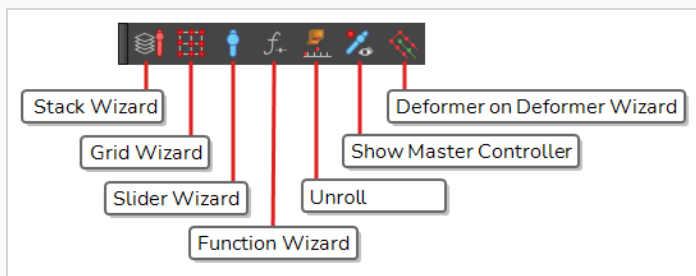 Stack Wizard
Deformer on Deformer Wizard
Grid Wizard
Show Master Controller
Slider Wizard
Unroll
Function Wizard